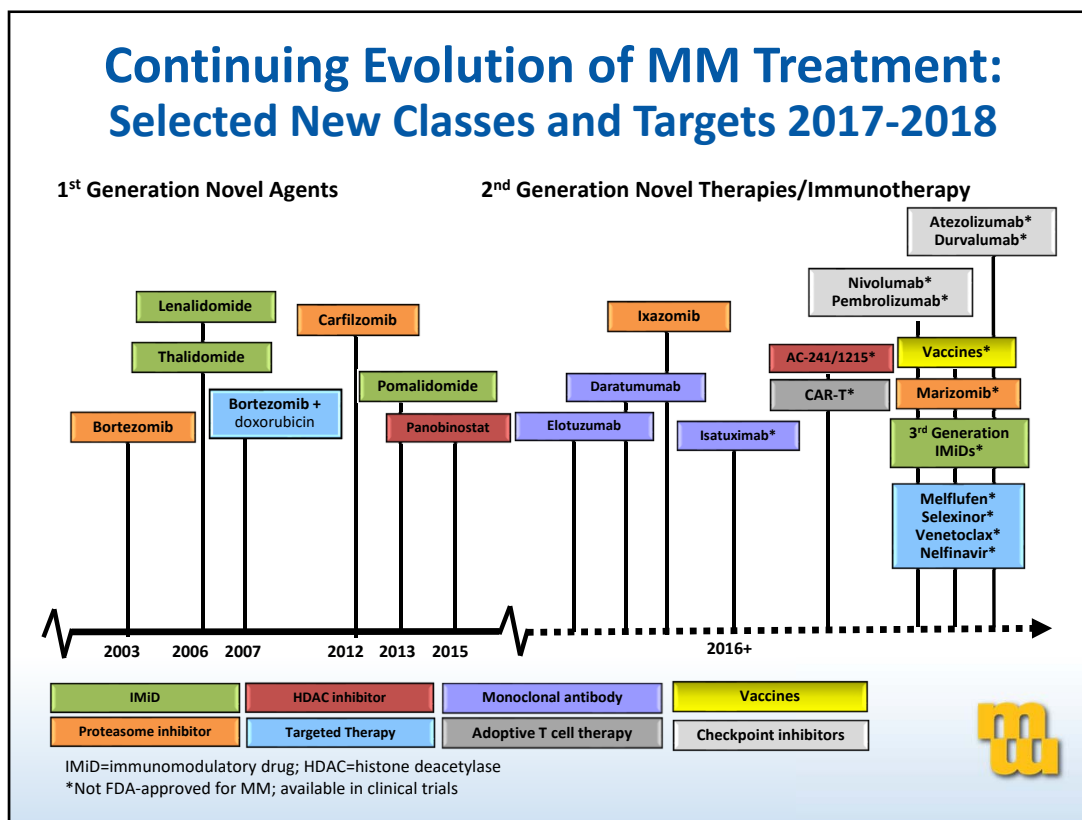 Continuing Evolution of MM Treatment:
Selected New Classes and Targets 2017-2018
1st Generation Novel Agents
2nd Generation Novel Therapies/Immunotherapy
Atezolizumab*
Durvalumab*
Nivolumab*
Pembrolizumab*
Lenalidomide
Carfilzomib
Ixazomib
Thalidomide
AC-241/1215*
Vaccines*
Pomalidomide
Daratumumab
CAR-T*
Marizomib*
Bortezomib +
doxorubicin
Bortezomib
Panobinostat
Elotuzumab
Isatuximab*
3rd Generation
IMiDs*
Melflufen*
Selexinor*
Venetoclax*
Nelfinavir*
2003
2006
2007
2012
2013
2015
2016+
IMiD
HDAC inhibitor
Monoclonal antibody
Vaccines
Proteasome inhibitor
Targeted Therapy
Adoptive T cell therapy
Checkpoint inhibitors
IMiD=immunomodulatory drug; HDAC=histone deacetylase
*Not FDA-approved for MM; available in clinical trials